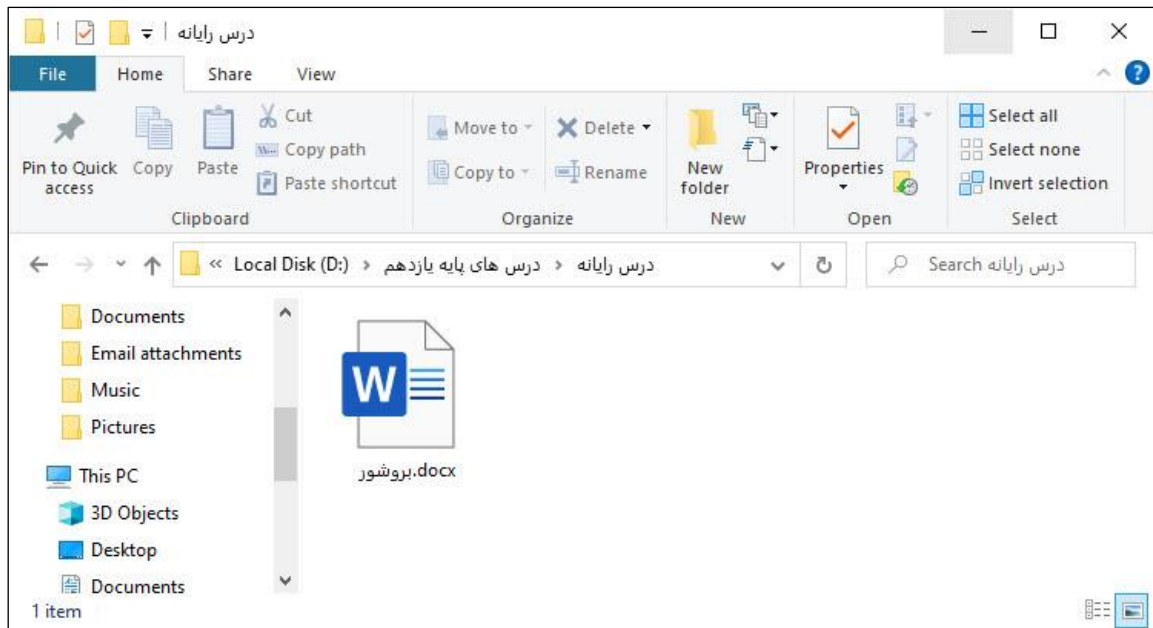 درس رایانه
File Home Share View
Pin to Quick access
Copy
Paste
Cut
Copy path
Paste shortcut
Clipboard
Move to
Copy to
Delete
Rename
Organize
New folder
New
Properties
Open
Select all
Select none
Invert selection
Select
« Local Disk (D:) › درس های پایه یازدهم › درس رایانه
Search درس رایانه
Documents
Email attachments
Music
Pictures
This PC
3D Objects
Desktop
Documents
بروشور.docx
1 item